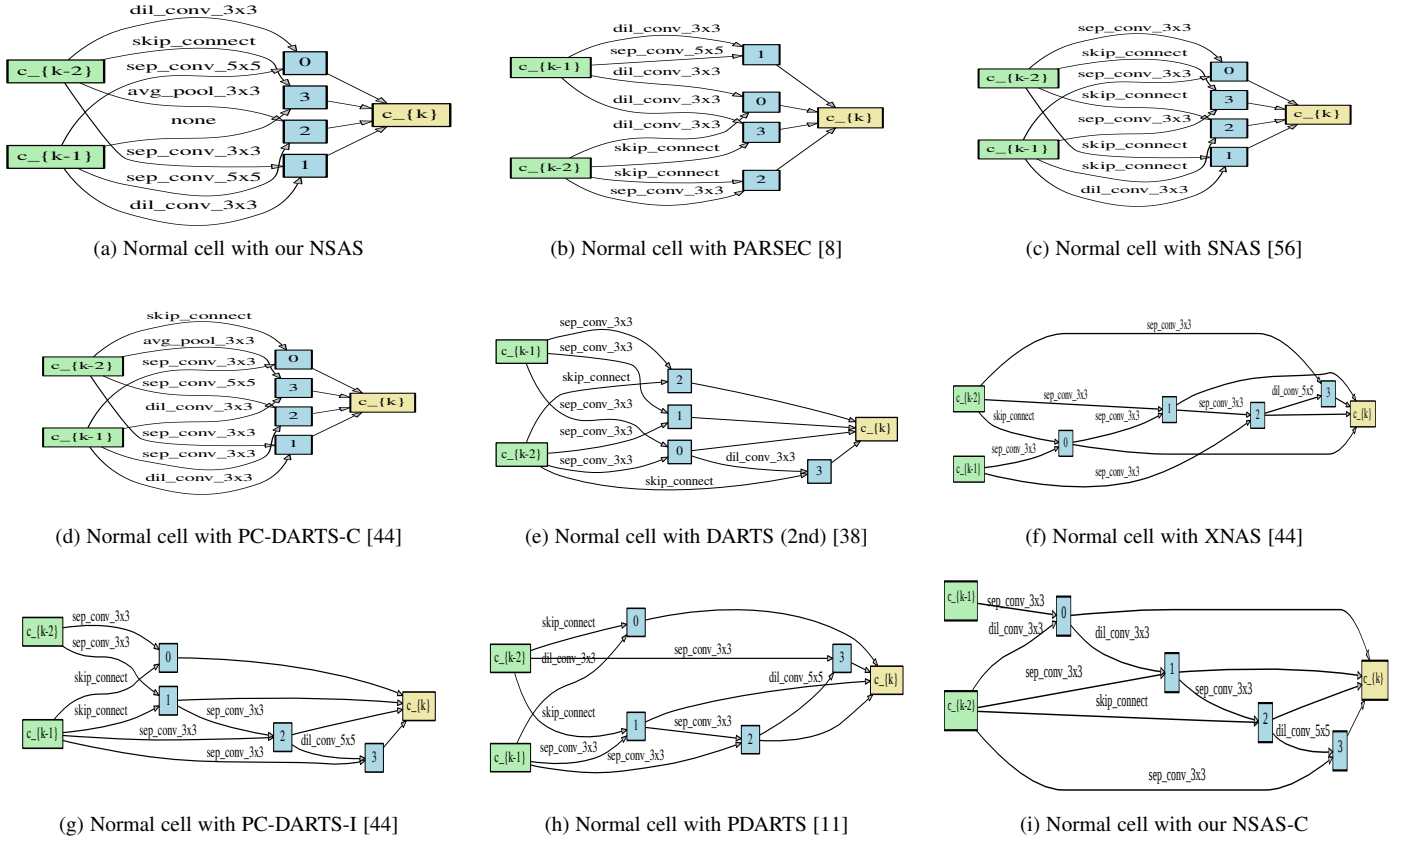 dil_conv_3x3
skip_connect
sep_conv_5x5
avg_pool_3x3
none
sep_conv_3x3
sep_conv_5x5
dil_conv_3x3
c_{k-2}
c_{k-1}
0
3
2
1
c_{k}
(a) Normal cell with our NSAS
dil_conv_3x3
sep_conv_5x5
dil_conv_3x3
dil_conv_3x3
dil_conv_3x3
skip_connect
skip_connect
sep_conv_3x3
c_{k-1}
c_{k-2}
1
0
3
2
c_{k}
(b) Normal cell with PARSEC [8]
sep_conv_3x3
skip_connect
sep_conv_3x3
skip_connect
sep_conv_3x3
skip_connect
skip_connect
dil_conv_3x3
c_{k-2}
c_{k-1}
0
3
2
1
c_{k}
(c) Normal cell with SNAS [56]
skip_connect
avg_pool_3x3
sep_conv_3x3
sep_conv_5x5
dil_conv_3x3
sep_conv_3x3
sep_conv_3x3
dil_conv_3x3
c_{k-2}
c_{k-1}
0
3
2
1
c_{k}
(d) Normal cell with PC-DARTS-C [44]
sep_conv_3x3
sep_conv_3x3
skip_connect
sep_conv_3x3
sep_conv_3x3
sep_conv_3x3
dil_conv_3x3
skip_connect
c_{k-1}
c_{k-2}
2
1
0
3
c_{k}
(e) Normal cell with DARTS (2nd) [38]
sep_conv_3x3
sep_conv_3x3
skip_connect
sep_conv_3x3
sep_conv_3x3
sep_conv_3x3
dil_conv_5x5
sep_conv_3x3
c_{k-2}
c_{k-1}
0
1
2
3
c_{k}
(f) Normal cell with XNAS [44]
sep_conv_3x3
sep_conv_3x3
skip_connect
skip_connect
sep_conv_3x3
sep_conv_3x3
dil_conv_5x5
sep_conv_3x3
c_{k-2}
c_{k-1}
0
1
2
3
c_{k}
(g) Normal cell with PC-DARTS-I [44]
skip_connect
dil_conv_3x3
sep_conv_3x3
dil_conv_5x5
skip_connect
sep_conv_3x3
sep_conv_3x3
sep_conv_3x3
c_{k-2}
c_{k-1}
0
3
1
2
c_{k}
(h) Normal cell with PDARTS [11]
sep_conv_3x3
dil_conv_3x3
dil_conv_3x3
sep_conv_3x3
sep_conv_3x3
skip_connect
dil_conv_5x5
sep_conv_3x3
c_{k-1}
c_{k-2}
0
1
2
3
c_{k}
(i) Normal cell with our NSAS-C